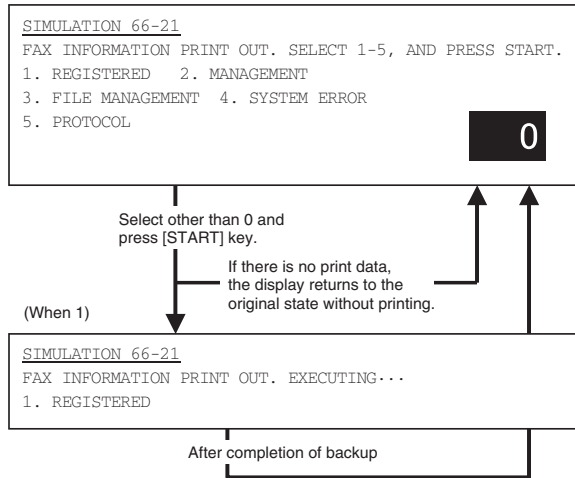 SIMULATION 66-21
FAX INFORMATION PRINT OUT. SELECT 1-5, AND PRESS START.
1. REGISTERED 2. MANAGEMENT
3. FILE MANAGEMENT 4. SYSTEM ERROR
5. PROTOCOL
0
Select other than 0 and
press [START] key.
If there is no print data,
the display returns to the
original state without printing.
(When 1)
SIMULATION 66-21
FAX INFORMATION PRINT OUT. EXECUTING···
1. REGISTERED
After completion of backup